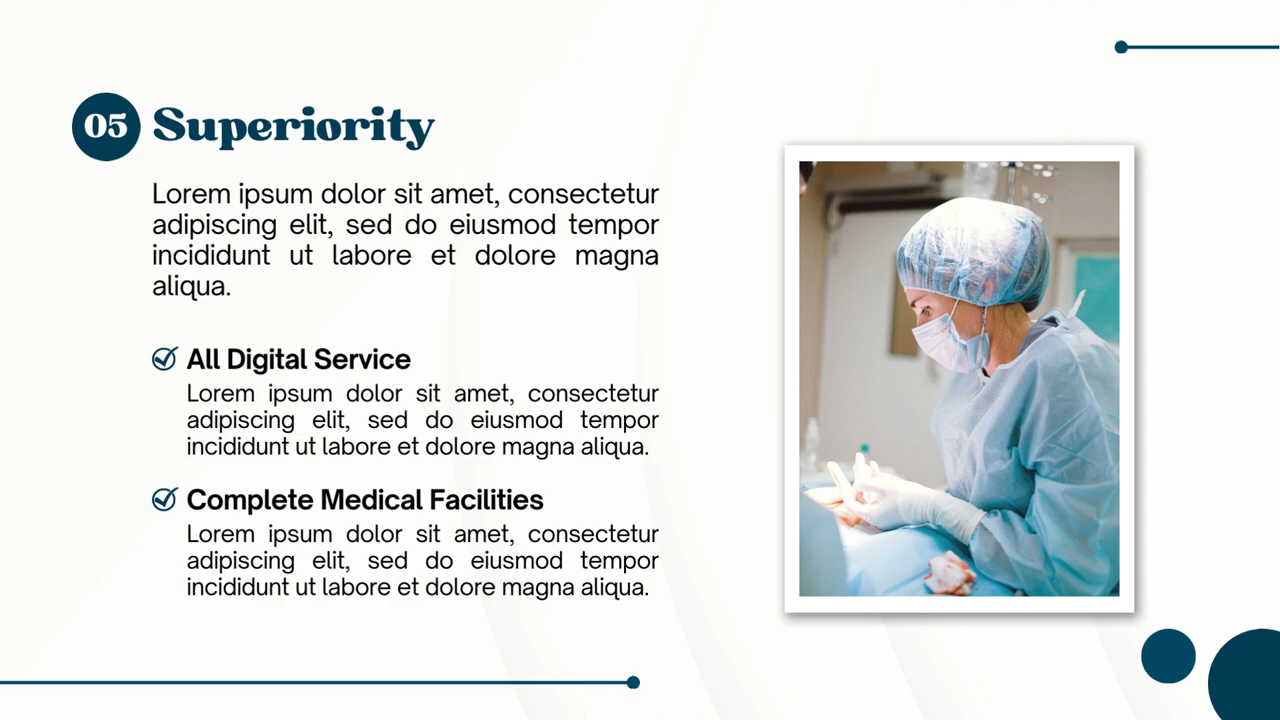 05 Superiority
Lorem ipsum dolor sit amet, consectetur
adipiscing elit, sed do eiusmod tempor
incididunt ut labore et dolore magna
aliqua.
All Digital Service
Lorem ipsum dolor sit amet, consectetur
adipiscing elit, sed do eiusmod tempor
incididunt ut labore et dolore magna aliqua.
Complete Medical Facilities
Lorem ipsum dolor sit amet, consectetur
adipiscing elit, sed do eiusmod tempor
incididunt ut labore et dolore magna aliqua.